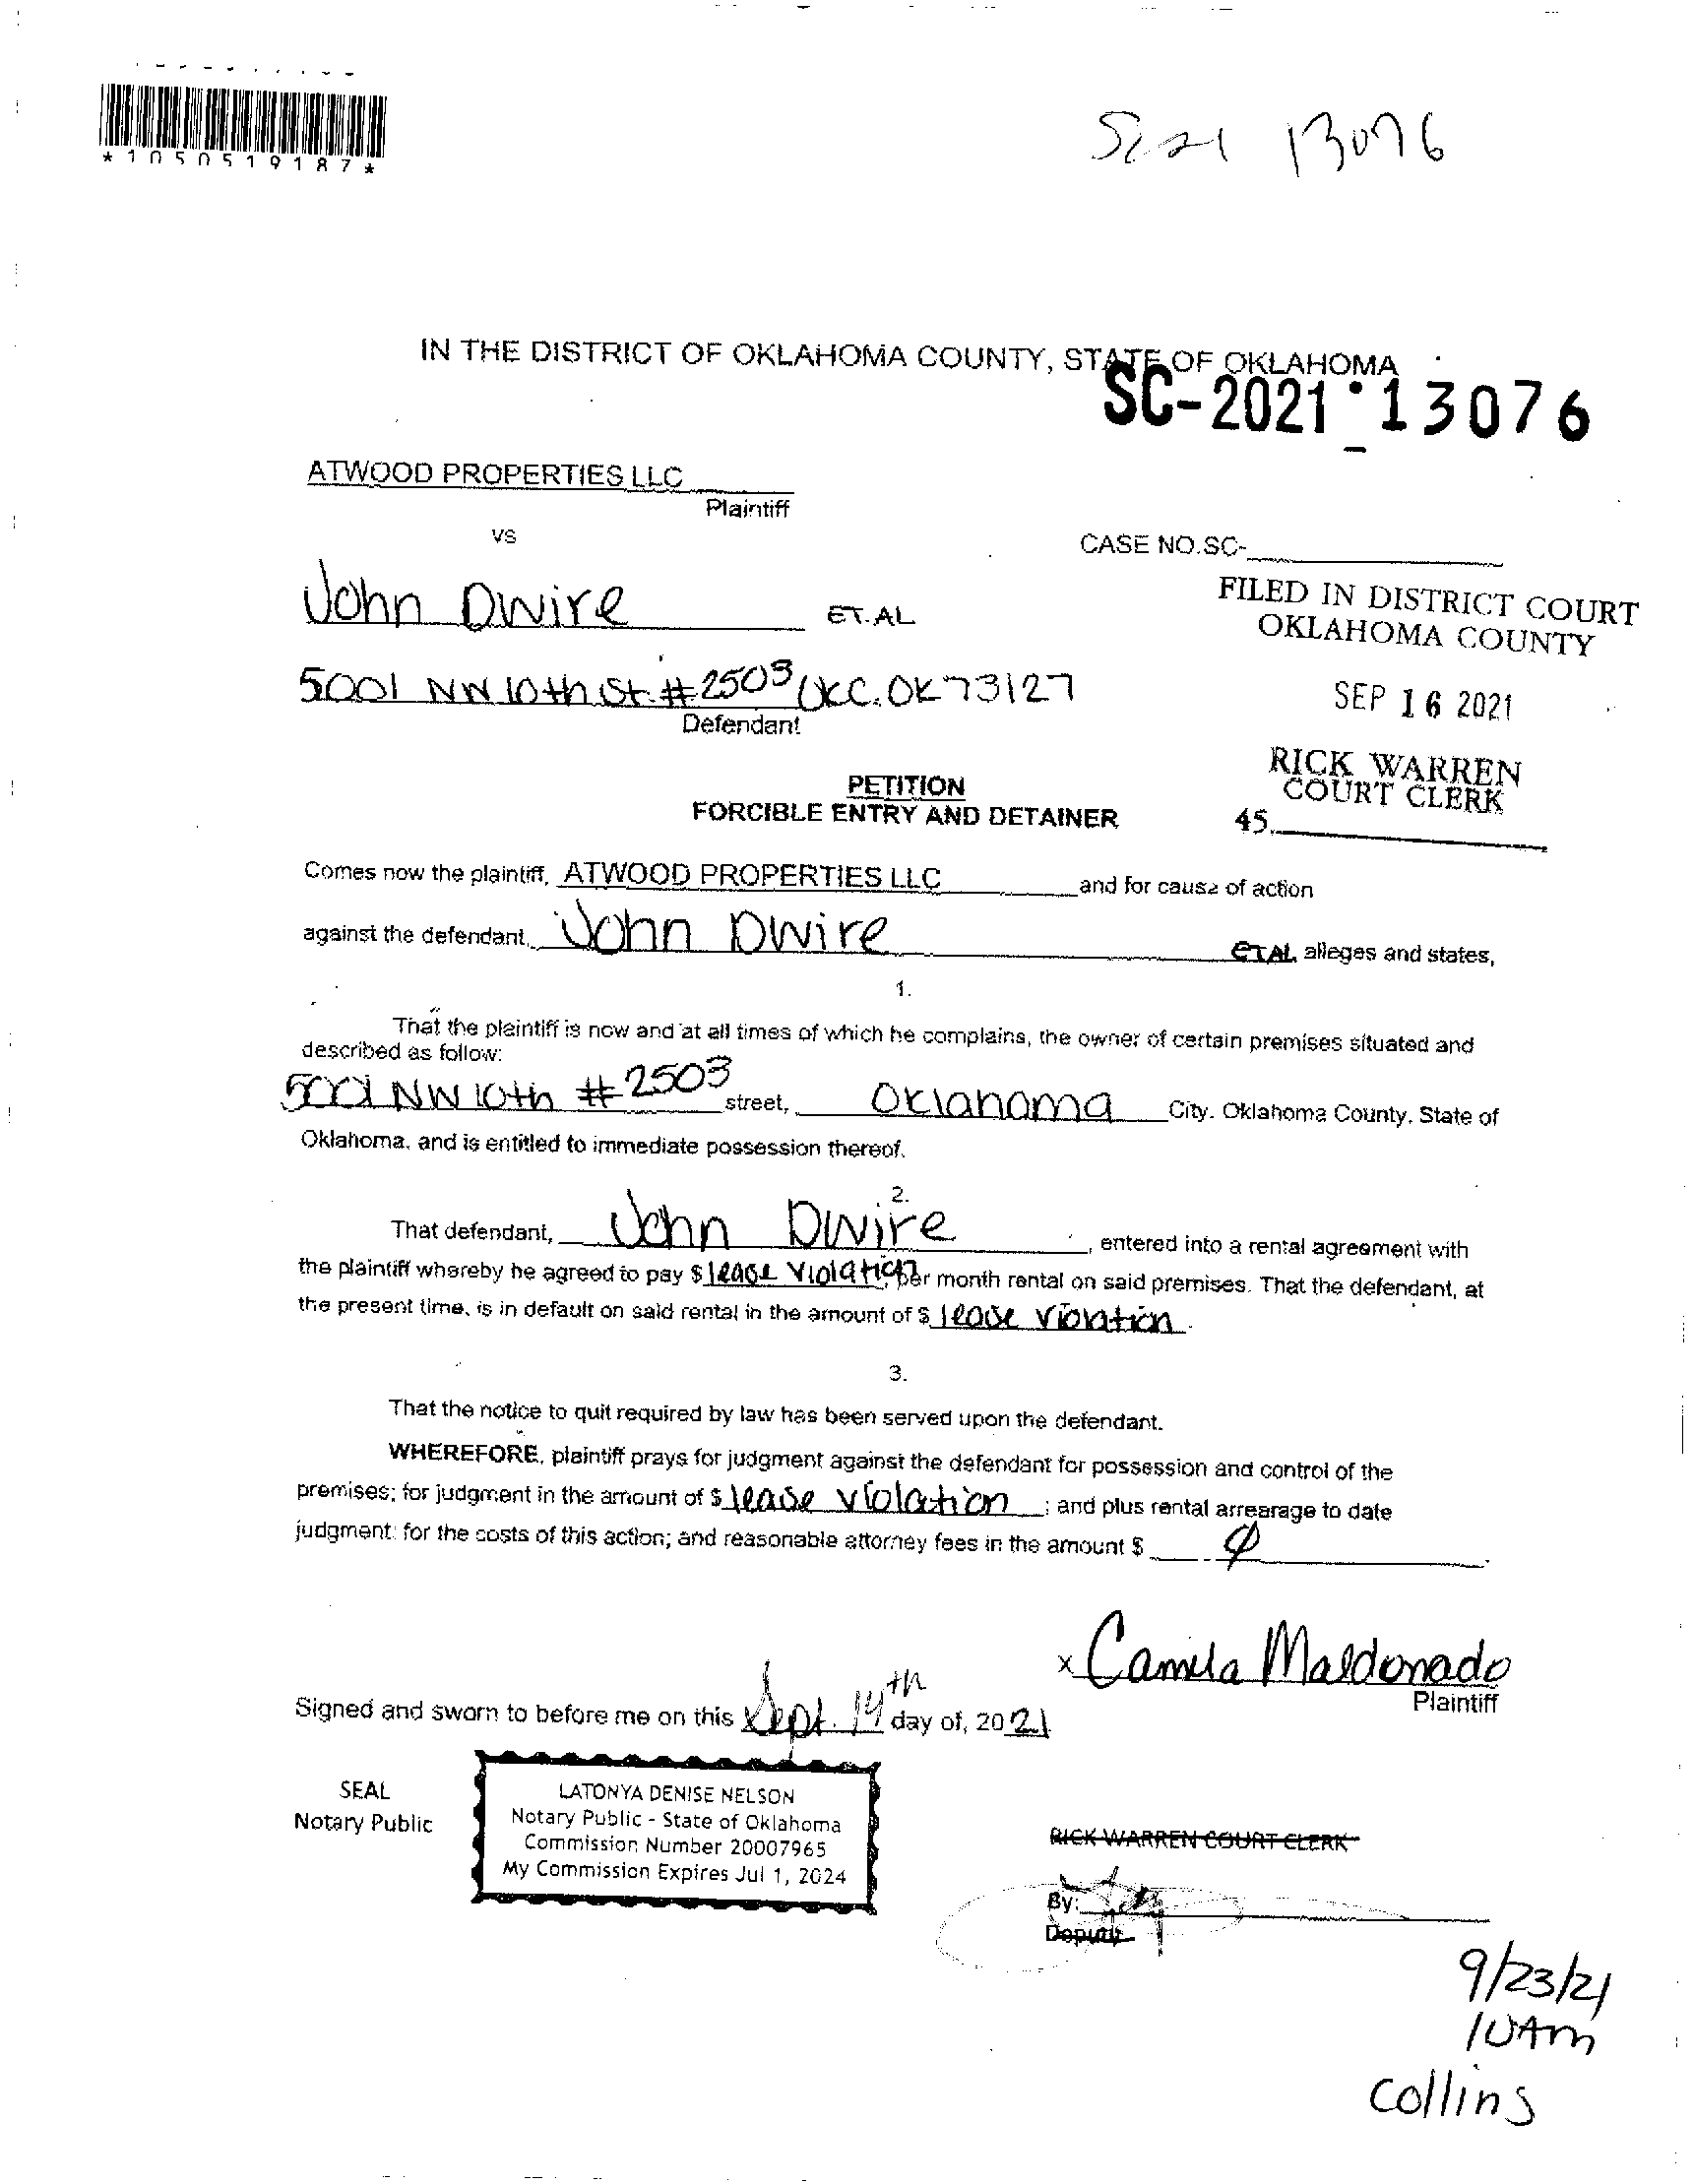 *1050519187*
13076
IN THE DISTRICT OF OKLAHOMA COUNTY, STATE OF OKLAHOMA
SC-2021-13076
ATWOOD PROPERTIES LLC
Plaintiff
vs
CASE NO.SC-
John Dwire ET.AL
FILED IN DISTRICT COURT
OKLAHOMA COUNTY
5001 NW 10th St. #2503 OKC. OK 73127
Defendant
SEP 16 2021
RICK WARREN
COURT CLERK
45
PETITION
FORCIBLE ENTRY AND DETAINER
Comes now the plaintiff, ATWOOD PROPERTIES LLC and for cause of action
against the defendant, John Dwire ETAL alleges and states,
1.
That the plaintiff is now and at all times of which he complains, the owner of certain premises situated and
described as follow:
5001 NW 10th #2503 street, Oklahoma City. Oklahoma County, State of
Oklahoma, and is entitled to immediate possession thereof.
2.
That defendant, John Dwire, entered into a rental agreement with
the plaintiff whereby he agreed to pay $ lease violation per month rental on said premises. That the defendant, at
the present time, is in default on said rental in the amount of $ lease violation.
3.
That the notice to quit required by law has been served upon the defendant.
WHEREFORE, plaintiff prays for judgment against the defendant for possession and control of the
premises; for judgment in the amount of $ lease violation; and plus rental arrearage to date
judgment: for the costs of this action; and reasonable attorney fees in the amount $
x Camila Maldonado
Plaintiff
Signed and sworn to before me on this Sept. 14th day of, 2021
SEAL
Notary Public
LATONYA DENISE NELSON
Notary Public - State of Oklahoma
Commission Number 20007965
My Commission Expires Jul 1, 2024
RICK WARREN COURT CLERK
By:
Deputy
9/23/21
10Am
Collins